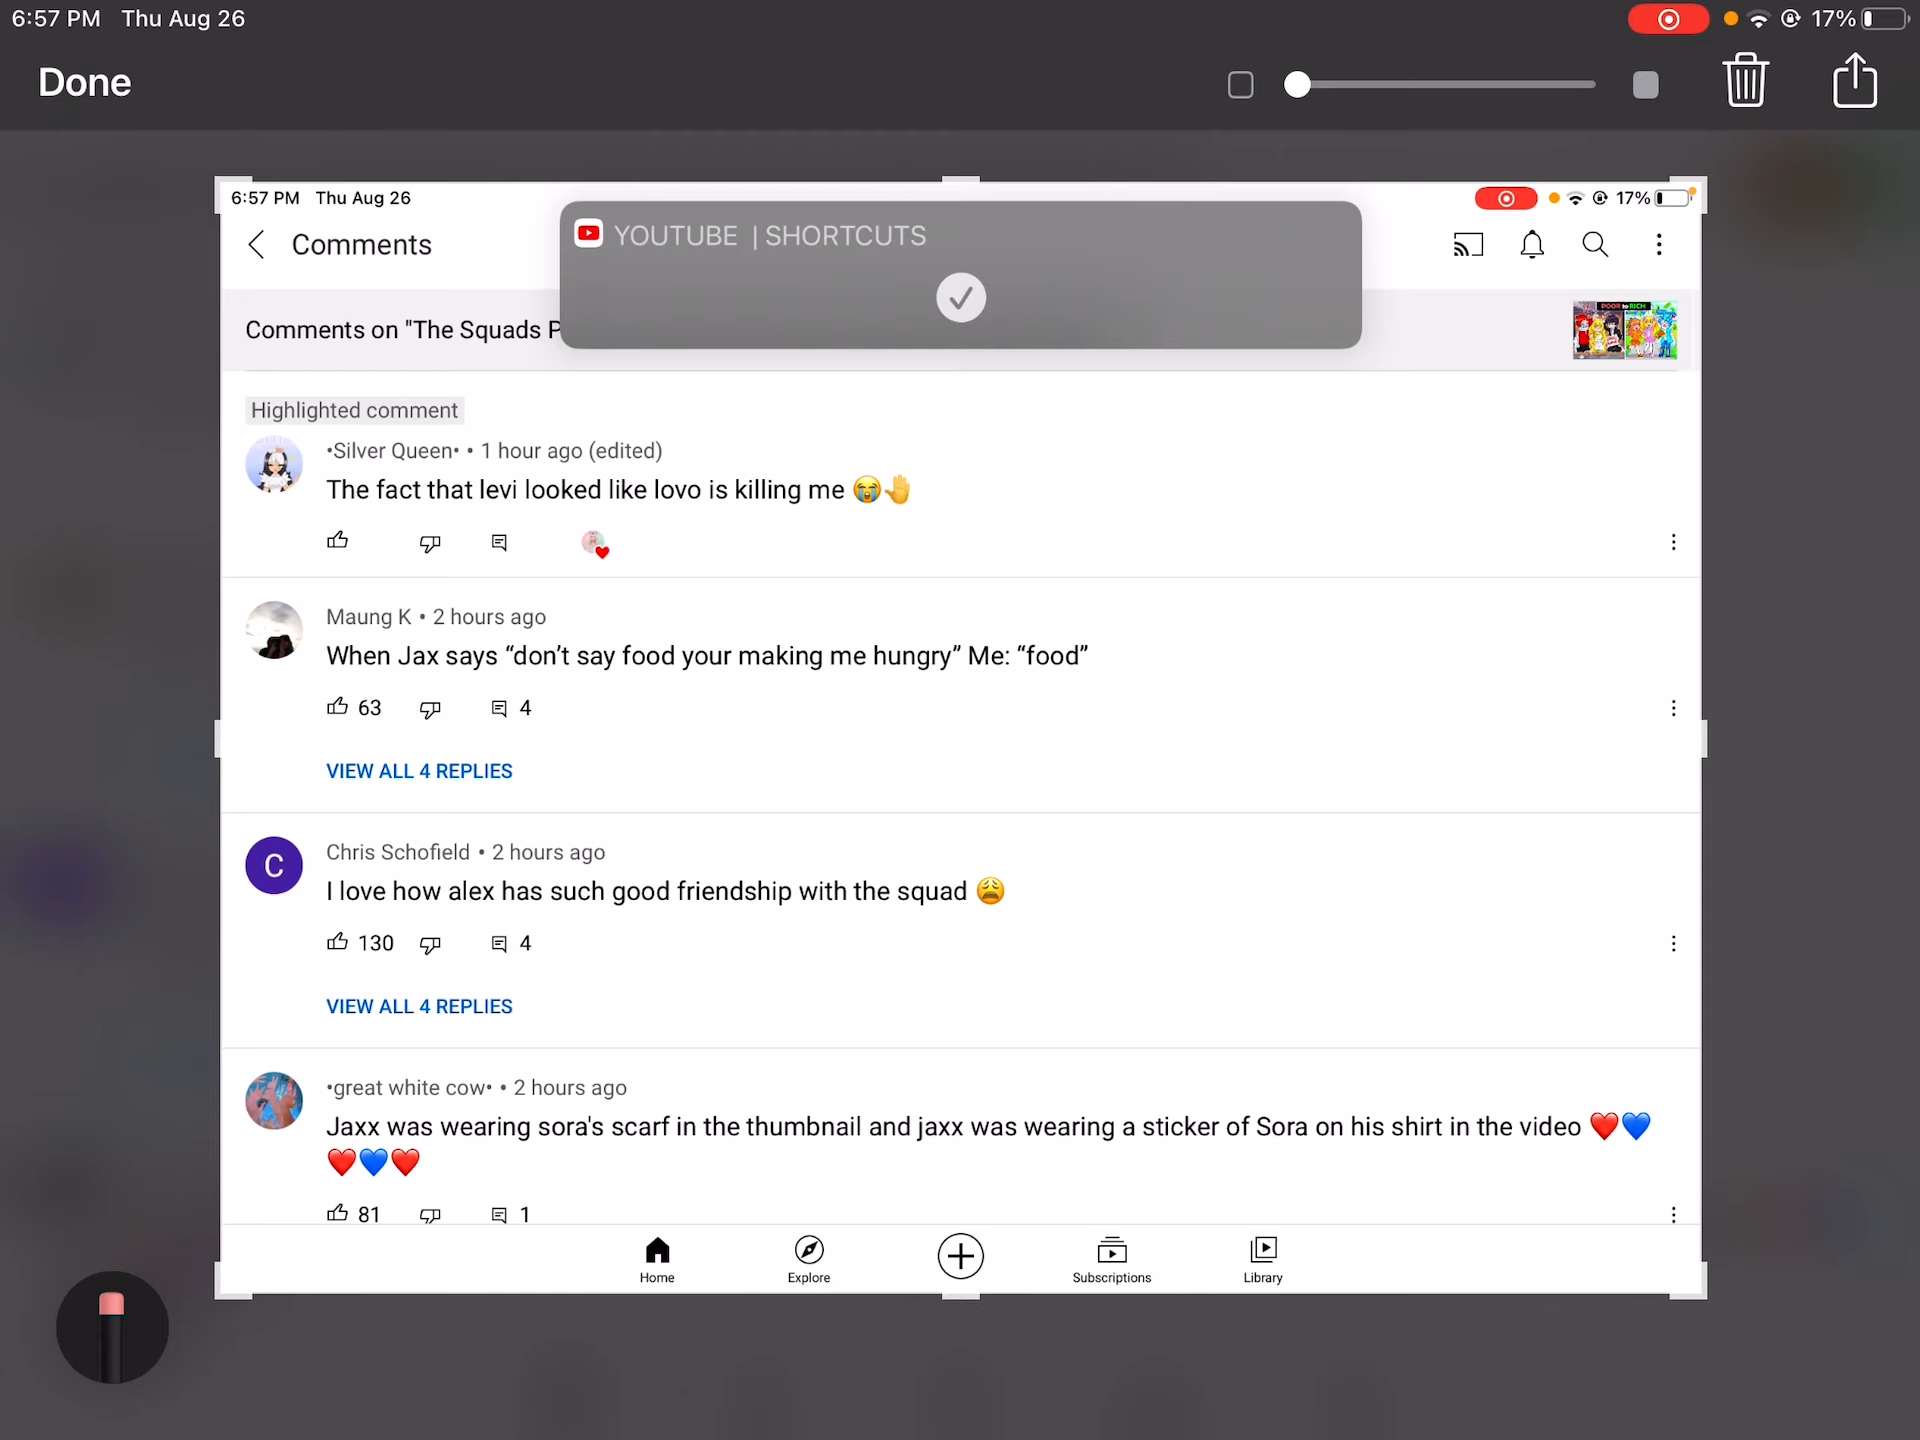 6:57 PM Thu Aug 26
17%
Done
6:57 PM Thu Aug 26
17%
YOUTUBE | SHORTCUTS
Comments
Comments on "The Squads P
POOR to RICH
Highlighted comment
•Silver Queen• • 1 hour ago (edited)
The fact that levi looked like lovo is killing me 😭🤚
Maung K • 2 hours ago
When Jax says “don’t say food your making me hungry” Me: “food”
63
4
VIEW ALL 4 REPLIES
C
Chris Schofield • 2 hours ago
I love how alex has such good friendship with the squad 😩
130
4
VIEW ALL 4 REPLIES
•great white cow• • 2 hours ago
Jaxx was wearing sora's scarf in the thumbnail and jaxx was wearing a sticker of Sora on his shirt in the video ❤️💙
❤️💙❤️
81
1
Home
Explore
Subscriptions
Library